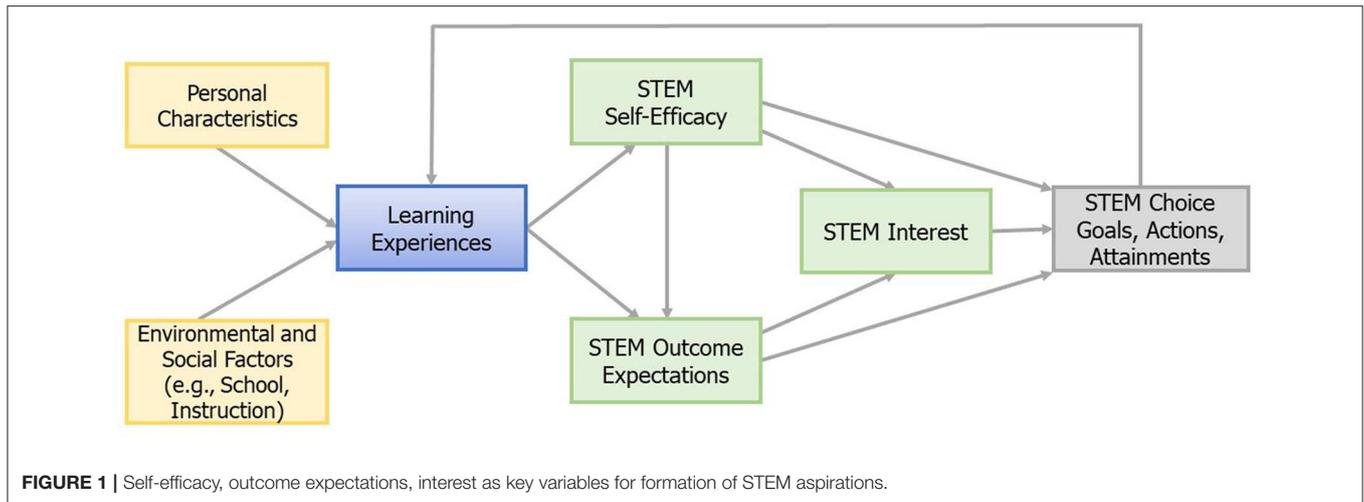 Personal
Characteristics
Environmental and
Social Factors
(e.g., School,
Instruction)
Learning
Experiences
STEM
Self-Efficacy
STEM Outcome
Expectations
STEM Interest
STEM Choice
Goals, Actions,
Attainments
FIGURE 1 | Self-efficacy, outcome expectations, interest as key variables for formation of STEM aspirations.